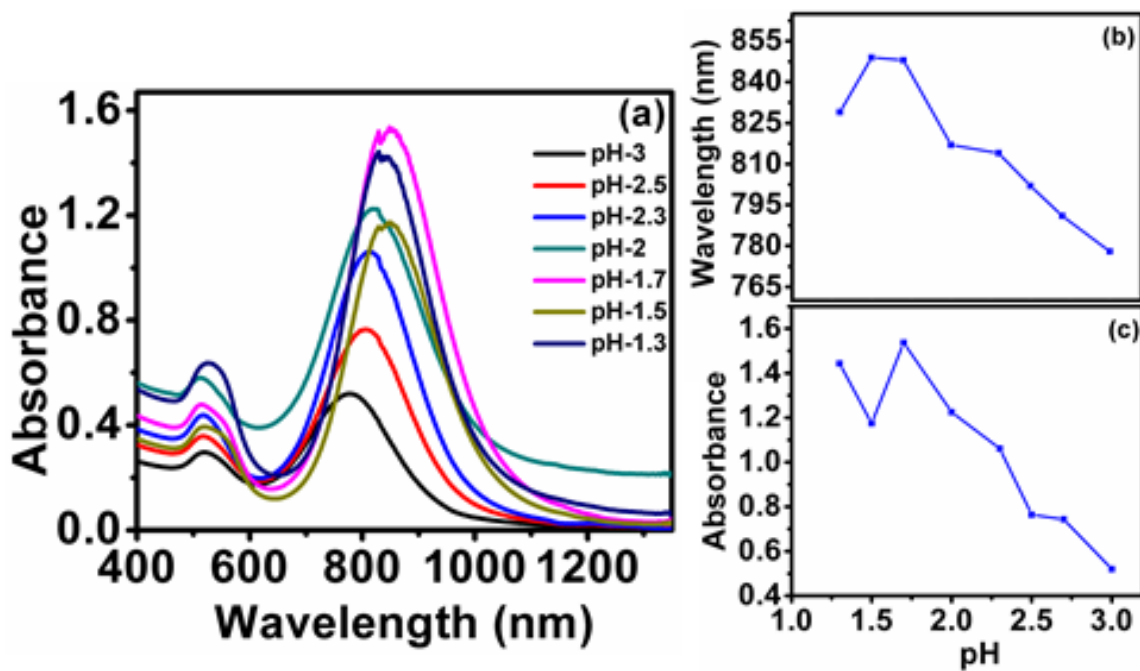 (a)
1.6
1.2
0.8
0.4
0.0
Absorbance
pH-3
pH-2.5
pH-2.3
pH-2
pH-1.7
pH-1.5
pH-1.3
400 600 800 1000 1200
Wavelength (nm)
(b)
855
840
825
810
795
780
765
Wavelength (nm)
(c)
1.6
1.4
1.2
1.0
0.8
0.6
0.4
Absorbance
1.0 1.5 2.0 2.5 3.0
pH